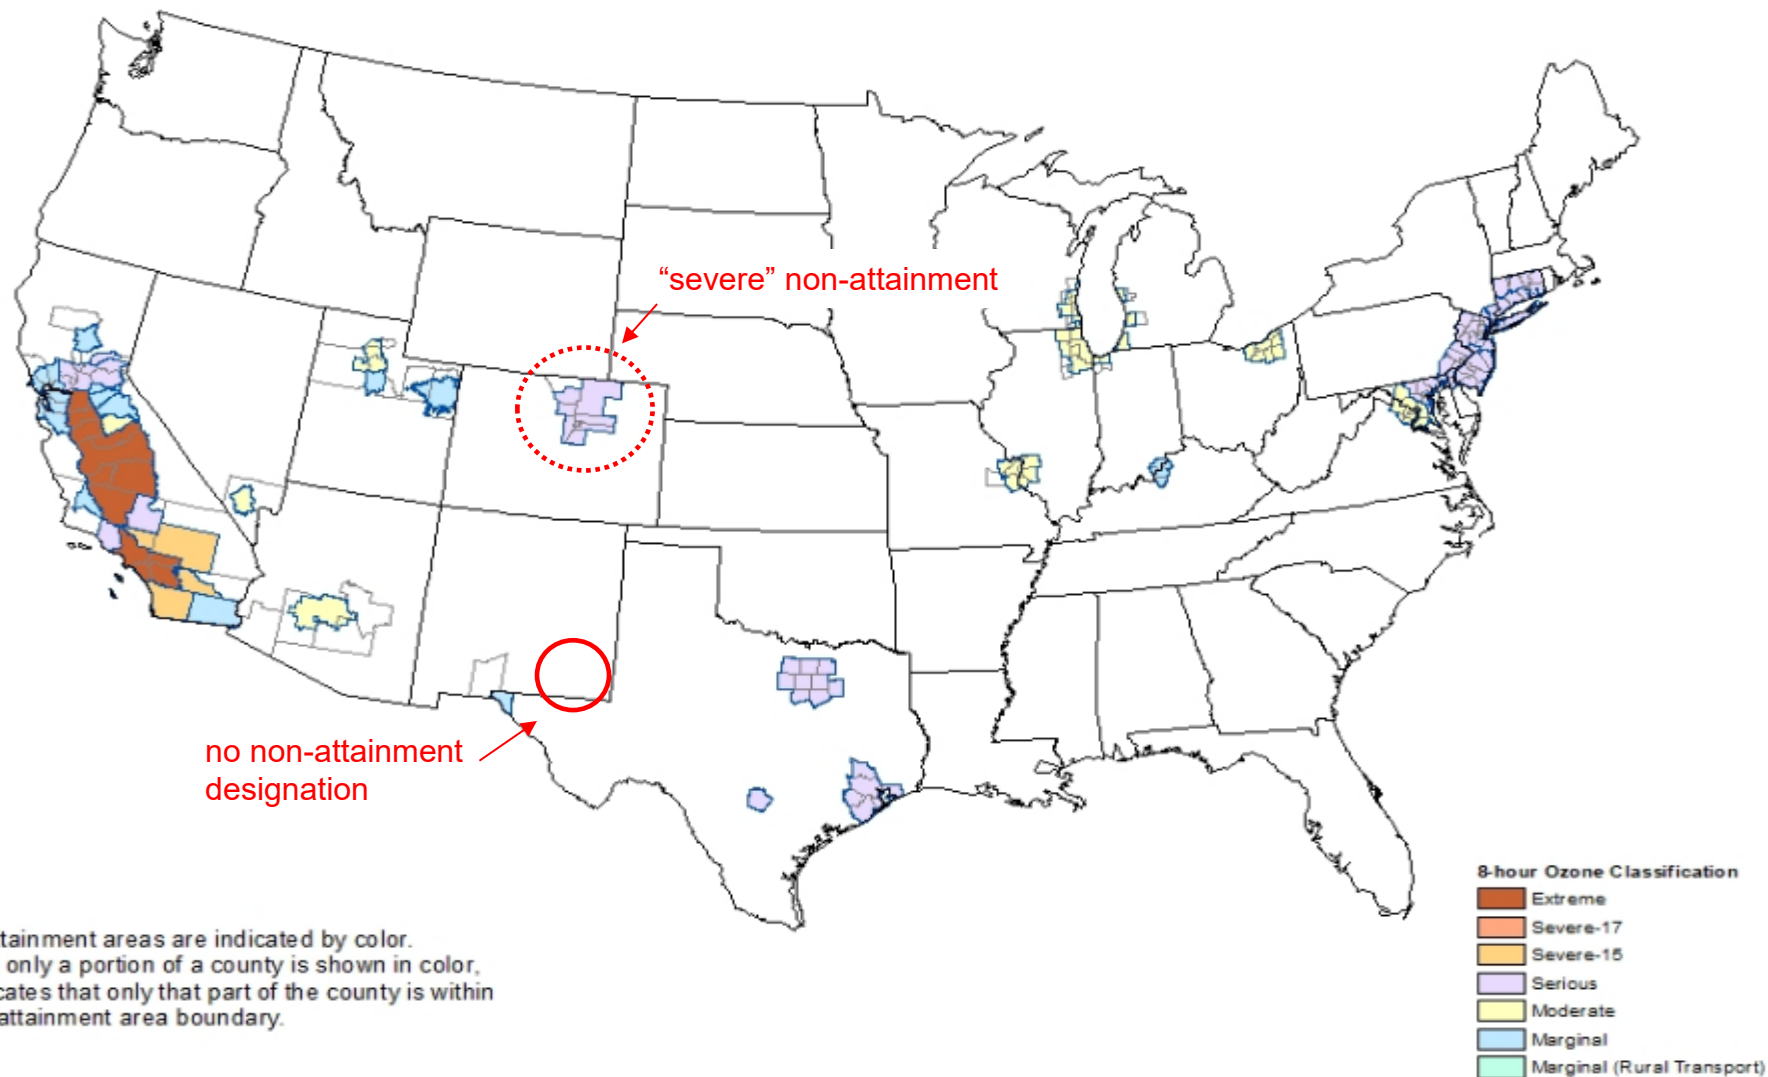 “severe” non-attainment
no non-attainment
designation
8-hour Ozone Classification
Extreme
Severe-17
Severe-15
Serious
Moderate
Marginal
Marginal (Rural Transport)
ttainment areas are indicated by color.
only a portion of a county is shown in color,
cates that only that part of the county is within
attainment area boundary.